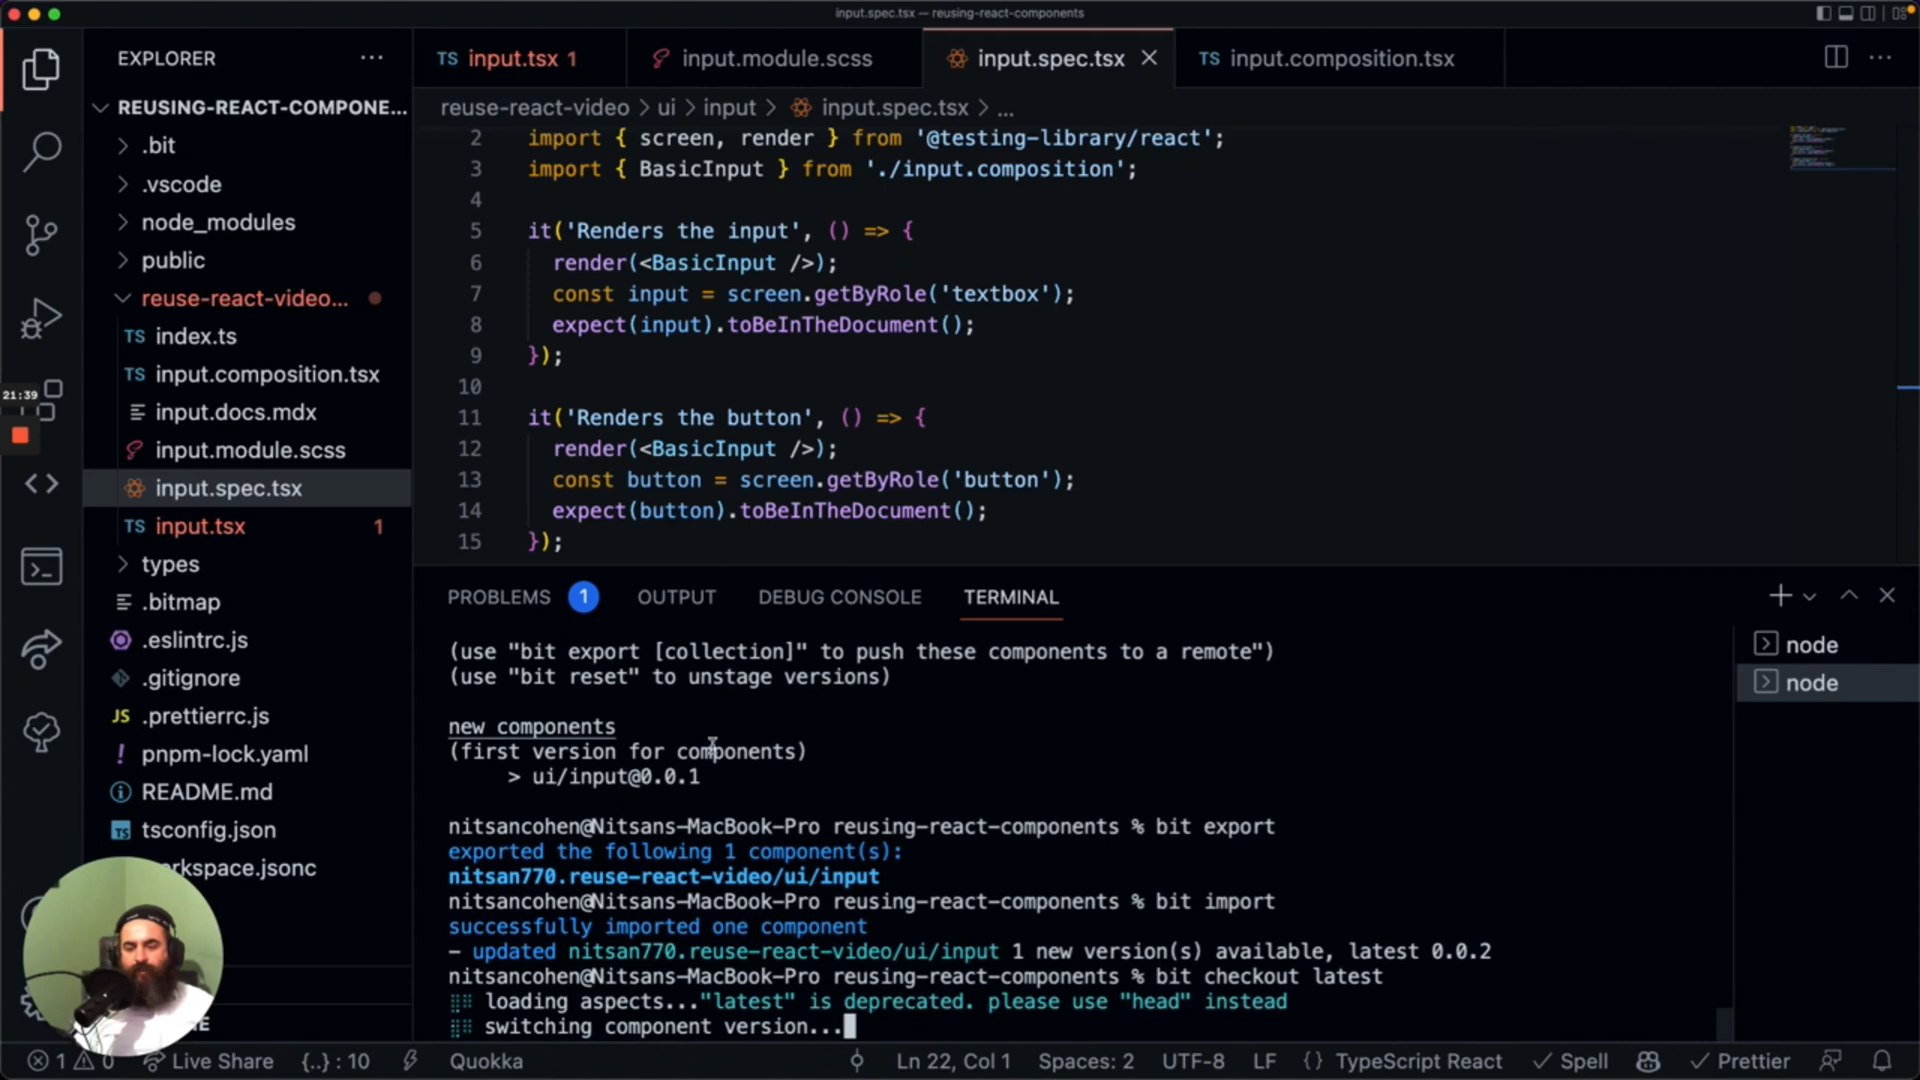 input.spec.tsx — reusing-react-components
EXPLORER
TS input.tsx 1
input.module.scss
input.spec.tsx
TS input.composition.tsx
REUSING-REACT-COMPONE...
.bit
.vscode
node_modules
public
reuse-react-video...
TS index.ts
TS input.composition.tsx
input.docs.mdx
input.module.scss
input.spec.tsx
TS input.tsx 1
types
.bitmap
.eslintrc.js
.gitignore
JS .prettierrc.js
! pnpm-lock.yaml
README.md
TS tsconfig.json
rkspace.jsonc
21:39
reuse-react-video > ui > input > input.spec.tsx > ...
2 import { screen, render } from '@testing-library/react';
3 import { BasicInput } from './input.composition';
4
5 it('Renders the input', () => {
6 render(<BasicInput />);
7 const input = screen.getByRole('textbox');
8 expect(input).toBeInTheDocument();
9 });
10
11 it('Renders the button', () => {
12 render(<BasicInput />);
13 const button = screen.getByRole('button');
14 expect(button).toBeInTheDocument();
15 });
PROBLEMS 1 OUTPUT DEBUG CONSOLE TERMINAL
(use "bit export [collection]" to push these components to a remote")
(use "bit reset" to unstage versions)
new components
(first version for components)
> ui/input@0.0.1
nitsancohen@Nitsans-MacBook-Pro reusing-react-components % bit export
exported the following 1 component(s):
nitsan770.reuse-react-video/ui/input
nitsancohen@Nitsans-MacBook-Pro reusing-react-components % bit import
successfully imported one component
– updated nitsan770.reuse-react-video/ui/input 1 new version(s) available, latest 0.0.2
nitsancohen@Nitsans-MacBook-Pro reusing-react-components % bit checkout latest
loading aspects..."latest" is deprecated. please use "head" instead
switching component version...
node
node
1 0 Live Share {..} : 10 Quokka Ln 22, Col 1 Spaces: 2 UTF-8 LF {} TypeScript React Spell Prettier